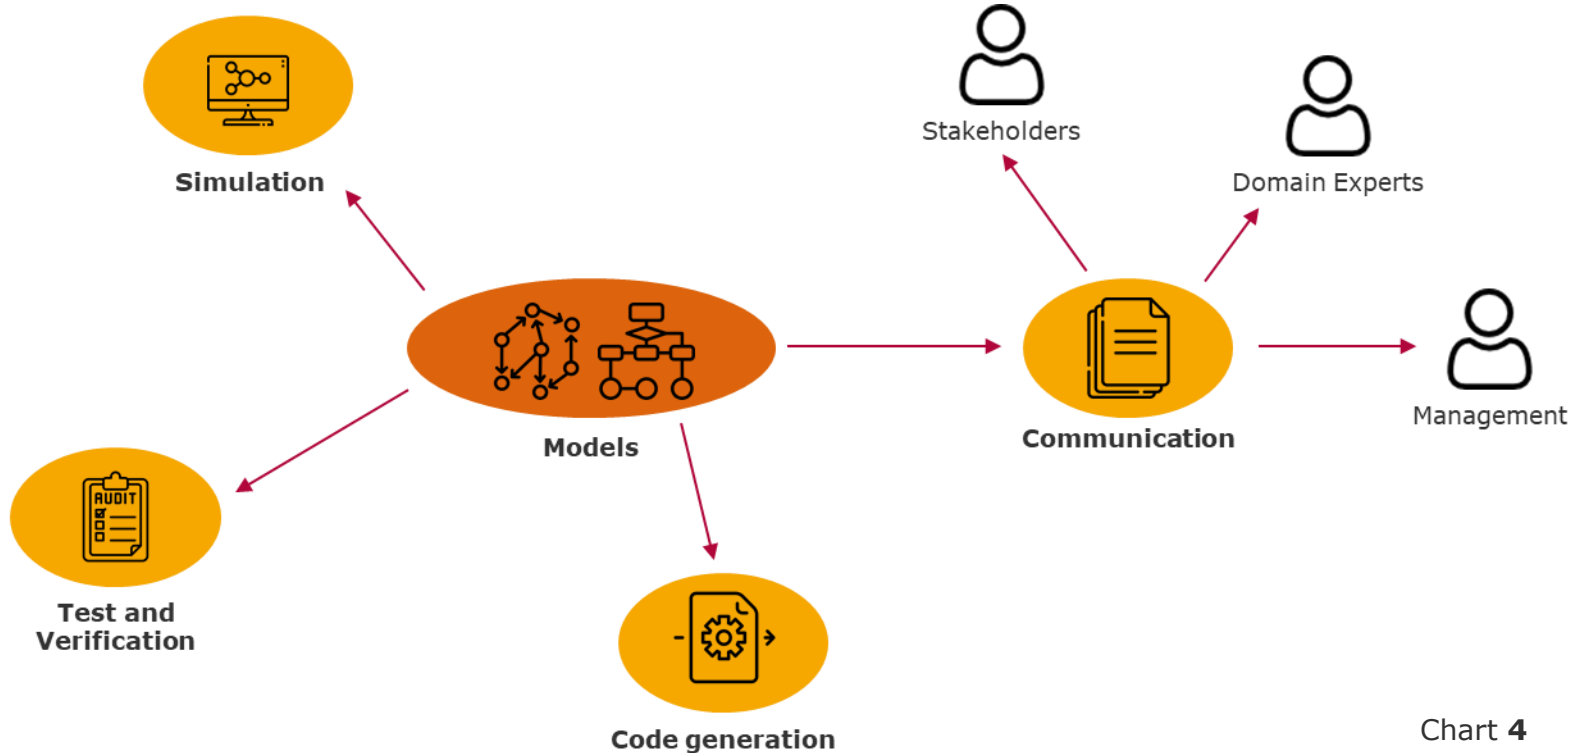 Stakeholders
Domain Experts
Simulation
Models
Communication
Management
AUDIT
Test and
Verification
Code generation
Chart 4